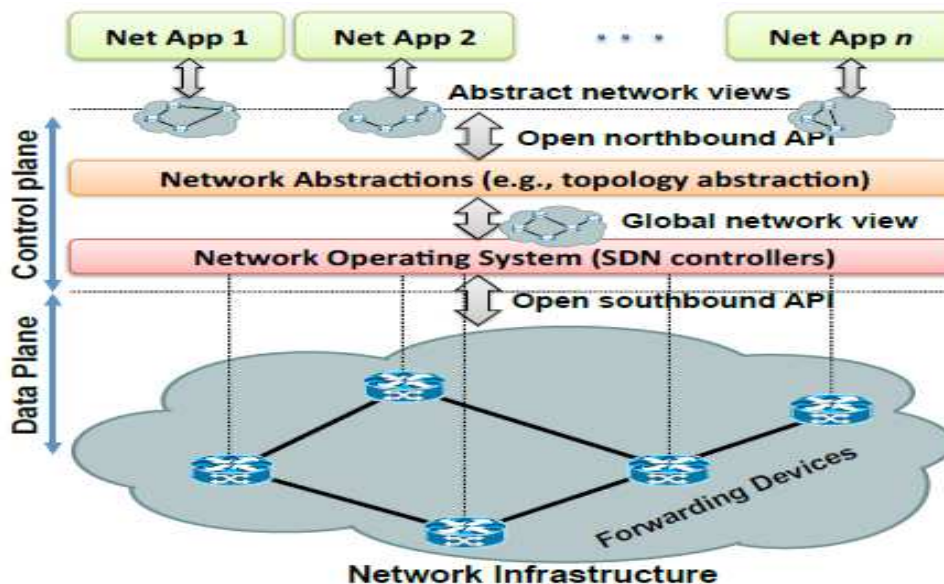 Net App 1
Net App 2
Net App n
Abstract network views
Open northbound API
Network Abstractions (e.g., topology abstraction)
Global network view
Network Operating System (SDN controllers)
Open southbound API
Control plane
Data Plane
Forwarding Devices
Network Infrastructure